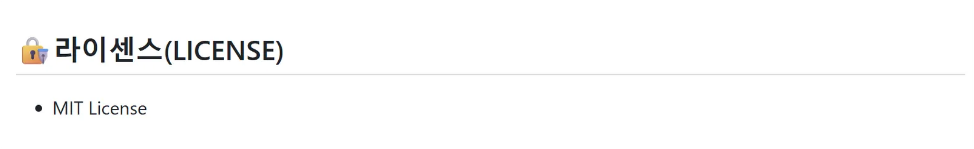 🔐 라이센스(LICENSE)
• MIT License